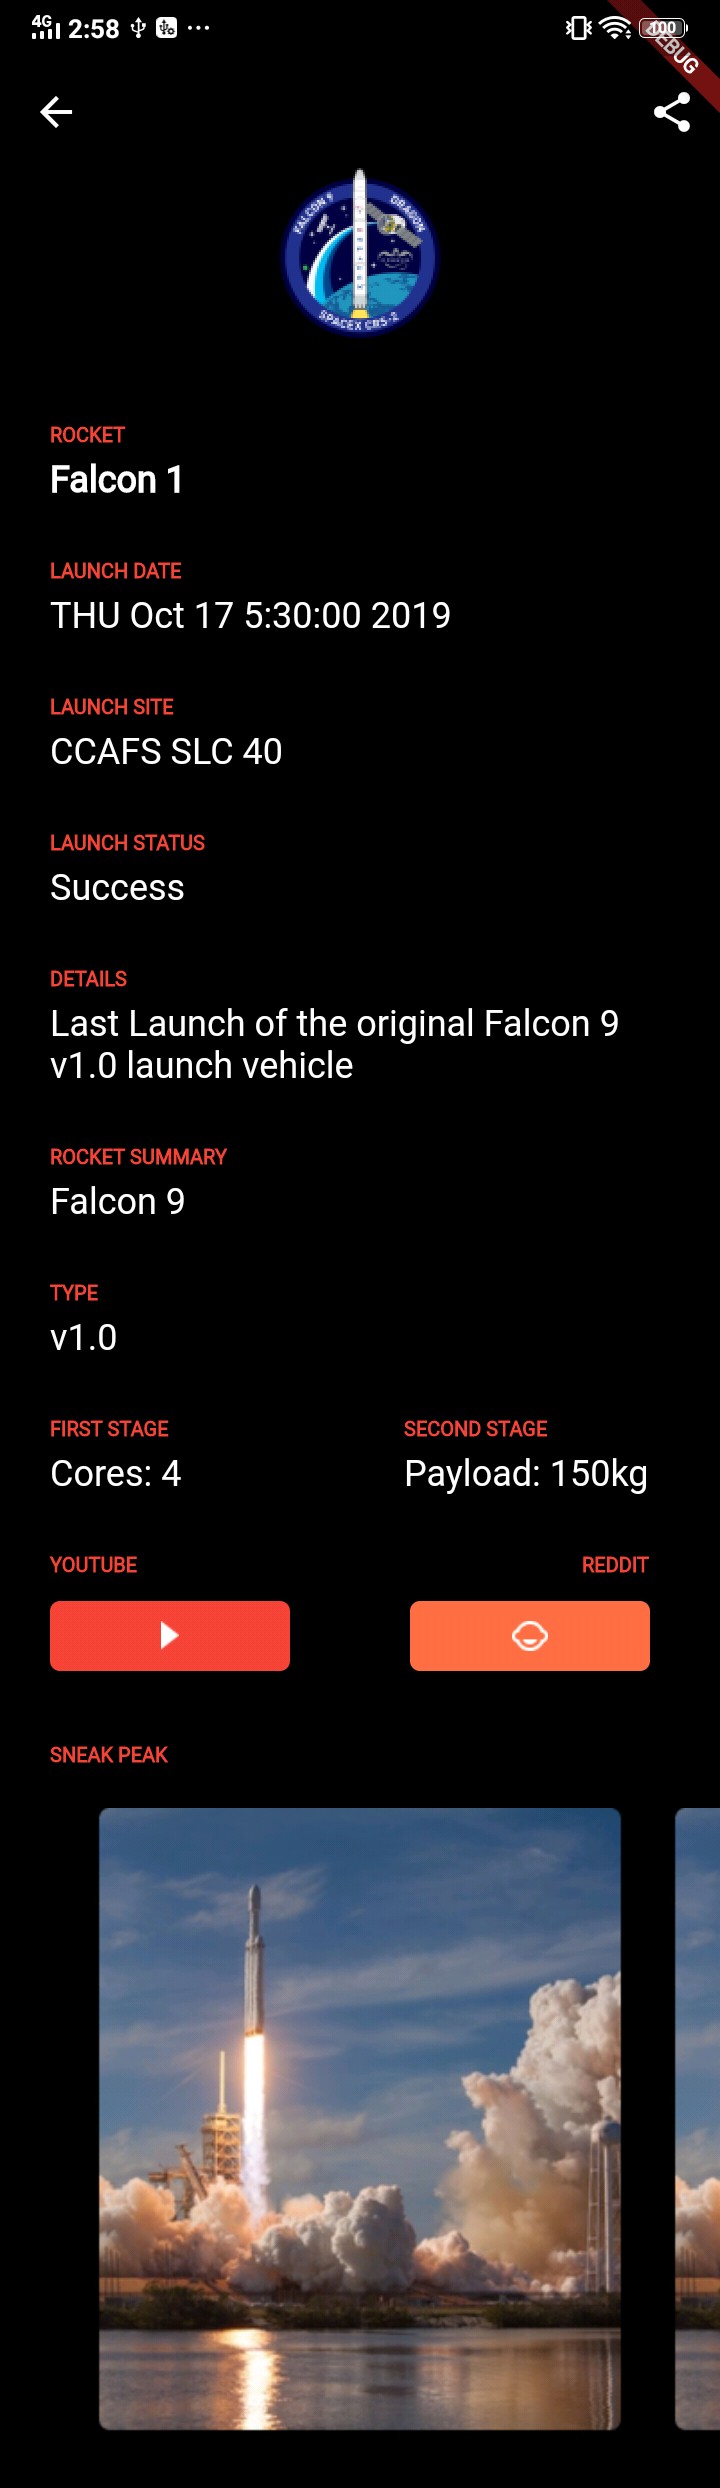 4G 2:58 ... 100
DEBUG
FALCON 9 DRAGON
SPACEX CRS-2
ROCKET
Falcon 1
LAUNCH DATE
THU Oct 17 5:30:00 2019
LAUNCH SITE
CCAFS SLC 40
LAUNCH STATUS
Success
DETAILS
Last Launch of the original Falcon 9
v1.0 launch vehicle
ROCKET SUMMARY
Falcon 9
TYPE
v1.0
FIRST STAGE SECOND STAGE
Cores: 4 Payload: 150kg
YOUTUBE REDDIT
SNEAK PEAK